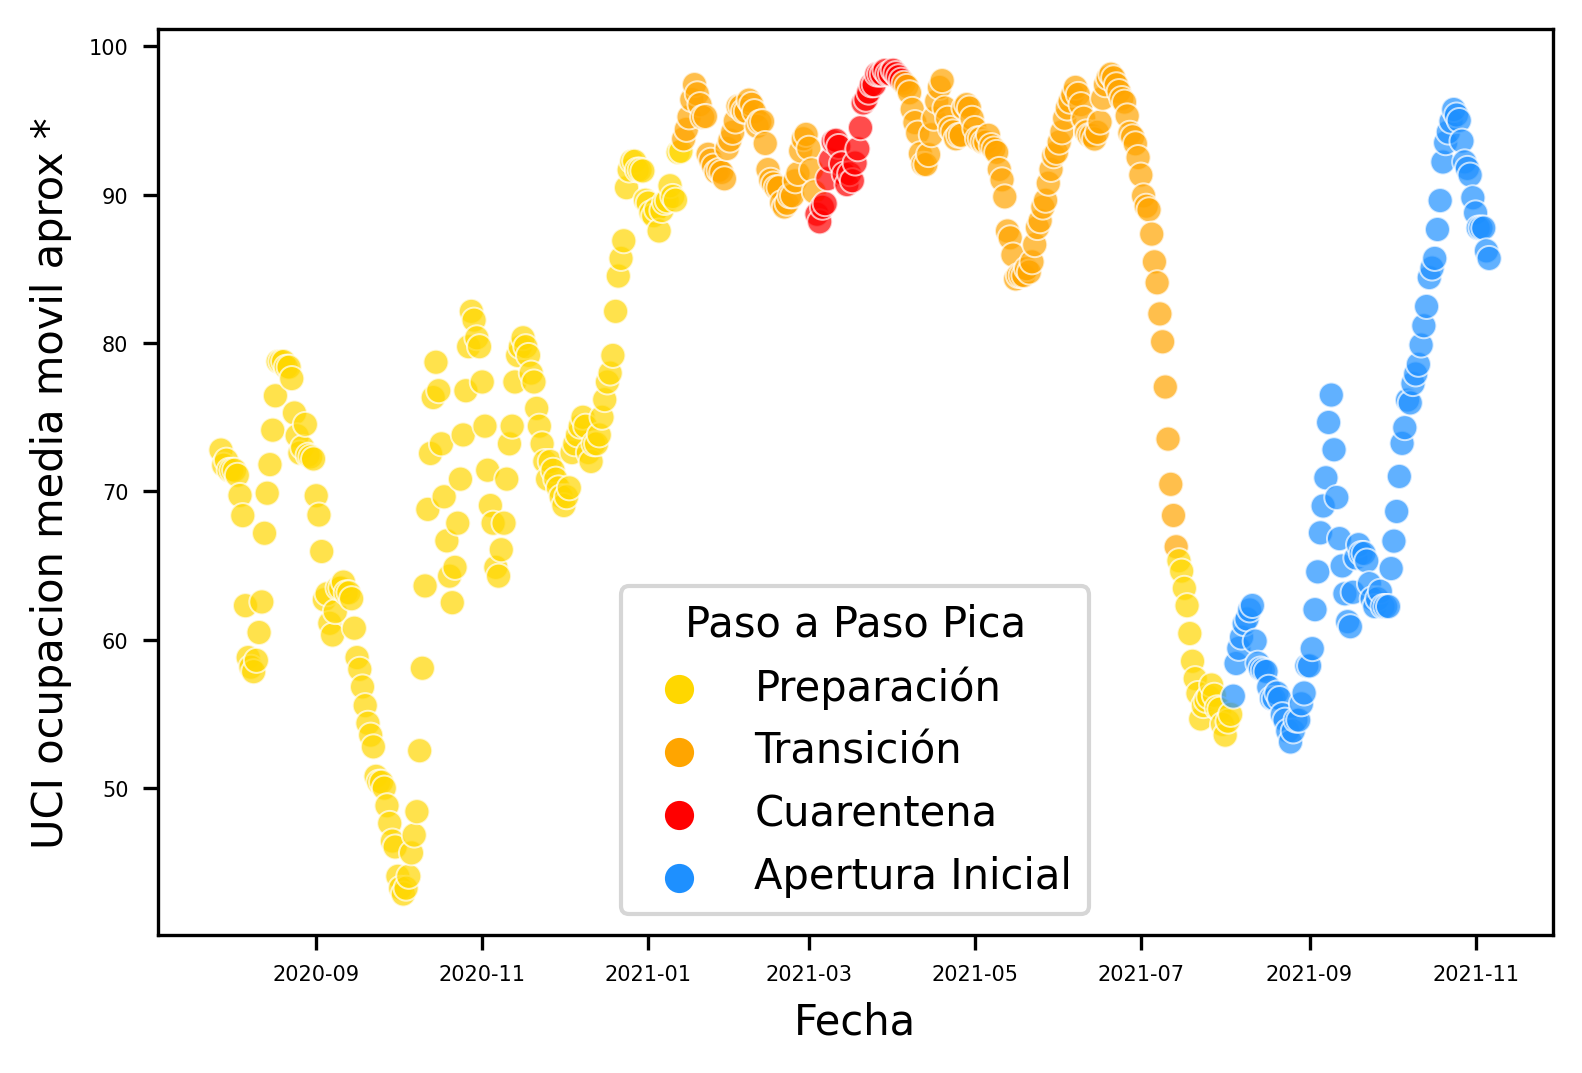 UCI ocupacion media movil aprox *
100
90
80
70
60
50
Paso a Paso Pica
Preparación
Transición
Cuarentena
Apertura Inicial
2020-09 2020-11 2021-01 2021-03 2021-05 2021-07 2021-09 2021-11
Fecha